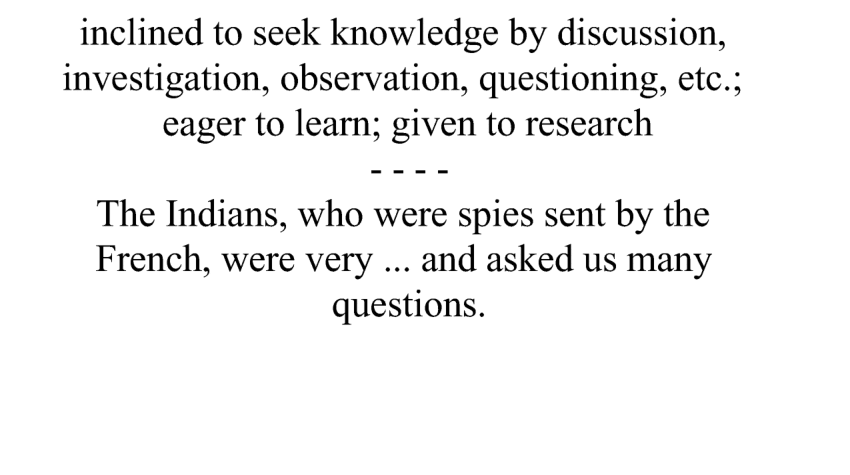 inclined to seek knowledge by discussion,
investigation, observation, questioning, etc.;
eager to learn; given to research
- - - -
The Indians, who were spies sent by the
French, were very ... and asked us many
questions.